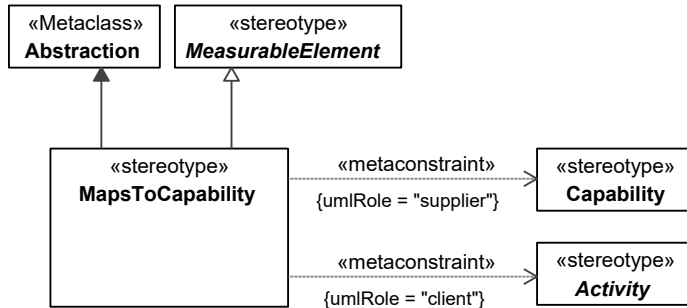 «Metaclass»
Abstraction
«stereotype»
MeasurableElement
«stereotype»
MapsToCapability
«metaconstraint»
{umlRole = "supplier"}
«stereotype»
Capability
«metaconstraint»
{umlRole = "client"}
«stereotype»
Activity